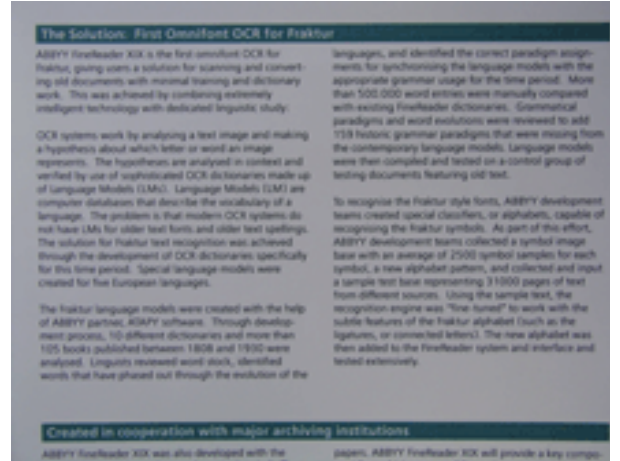 The Solution: First Omnifont OCR for Fraktur
ABBYY FineReader XIX is the first omnifont OCR for
Fraktur, giving users a solution for scanning and convert-
ing old documents with minimal training and dictionary
work. This was achieved by combining extremely
intelligent technology with dedicated linguistic study:
OCR systems work by analysing a text image and making
a hypothesis about which letter or word an image
represents. The hypotheses are analysed in context and
verified by use of sophisticated OCR dictionaries made up
of Language Models (LMs). Language Models (LM) are
computer databases that describe the vocabulary of a
language. The problem is that modern OCR systems do
not have LMs for older text fonts and older text spellings.
The solution for Fraktur text recognition was achieved
through the development of OCR dictionaries specifically
for this time period. Special language models were
created for five European languages.
The Fraktur language models were created with the help
of ABBYY partner, ATAPY software. Through develop-
ment process, 10 different dictionaries and more than
105 books published between 1808 and 1930 were
analysed. Linguists reviewed word stock, identified
words that have phased out through the evolution of the
languages, and identified the correct paradigm assign-
ments for synchronising the language models with the
appropriate grammar usage for the time period. More
than 500.000 word entries were manually compared
with existing FineReader dictionaries. Grammatical
paradigms and word evolutions were reviewed to add
159 historic grammar paradigms that were missing from
the contemporary language models. Language models
were then compiled and tested on a control group of
testing documents featuring old text.
To recognise the Fraktur style fonts, ABBYY development
teams created special classifiers, or alphabets, capable of
recognising the Fraktur symbols. As part of this effort,
ABBYY development teams collected a symbol image
base with an average of 2500 symbol samples for each
symbol, a new alphabet pattern, and collected and input
a sample test base representing 31000 pages of text
from different sources. Using the sample text, the
recognition engine was "fine-tuned" to work with the
subtle features of the Fraktur alphabet (such as the
ligatures, or connected letters). The new alphabet was
then added to the FineReader system and interface and
tested extensively.
Created in cooperation with major archiving institutions
ABBYY FineReader XIX was also developed with the
papers. ABBYY FineReader XIX will provide a key compo-